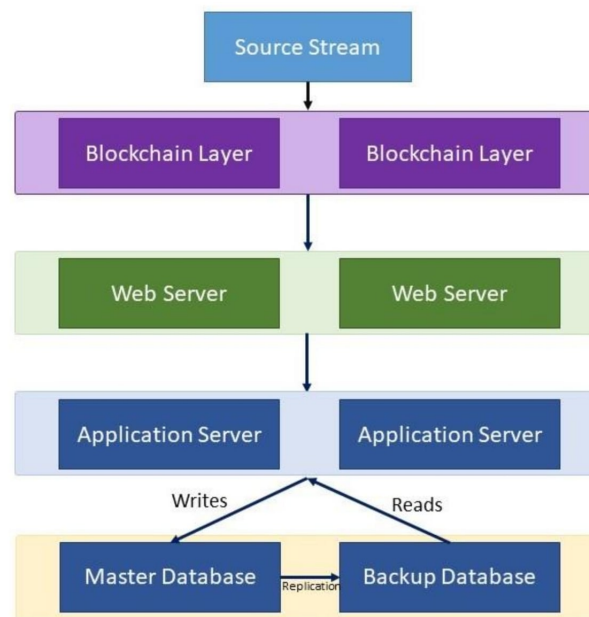 Source Stream
Blockchain Layer
Blockchain Layer
Web Server
Web Server
Application Server
Application Server
Writes
Reads
Master Database
Replication
Backup Database